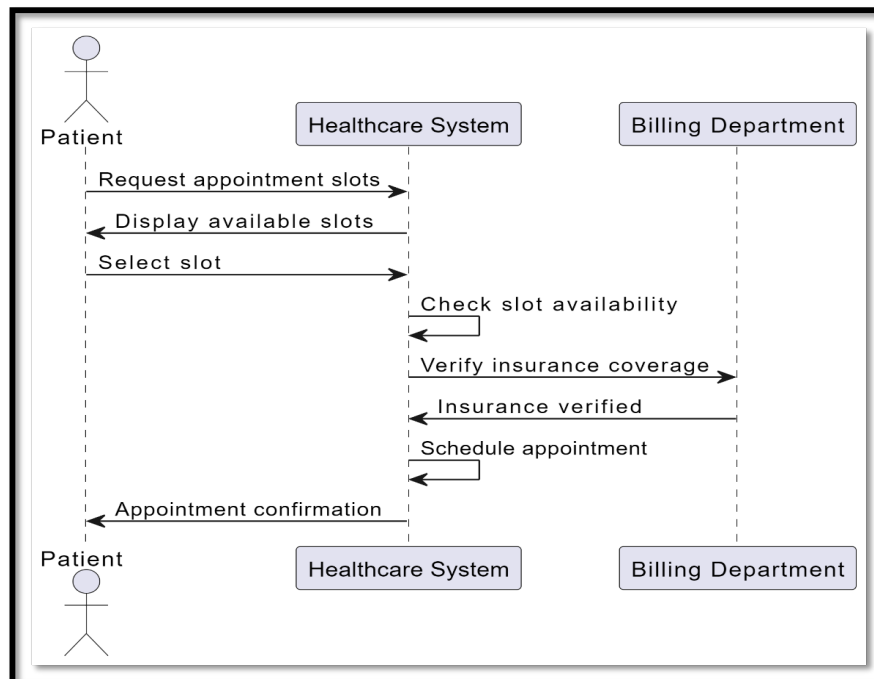 Patient
Healthcare System
Billing Department
Request appointment slots
Display available slots
Select slot
Check slot availability
Verify insurance coverage
Insurance verified
Schedule appointment
Appointment confirmation
Patient
Healthcare System
Billing Department